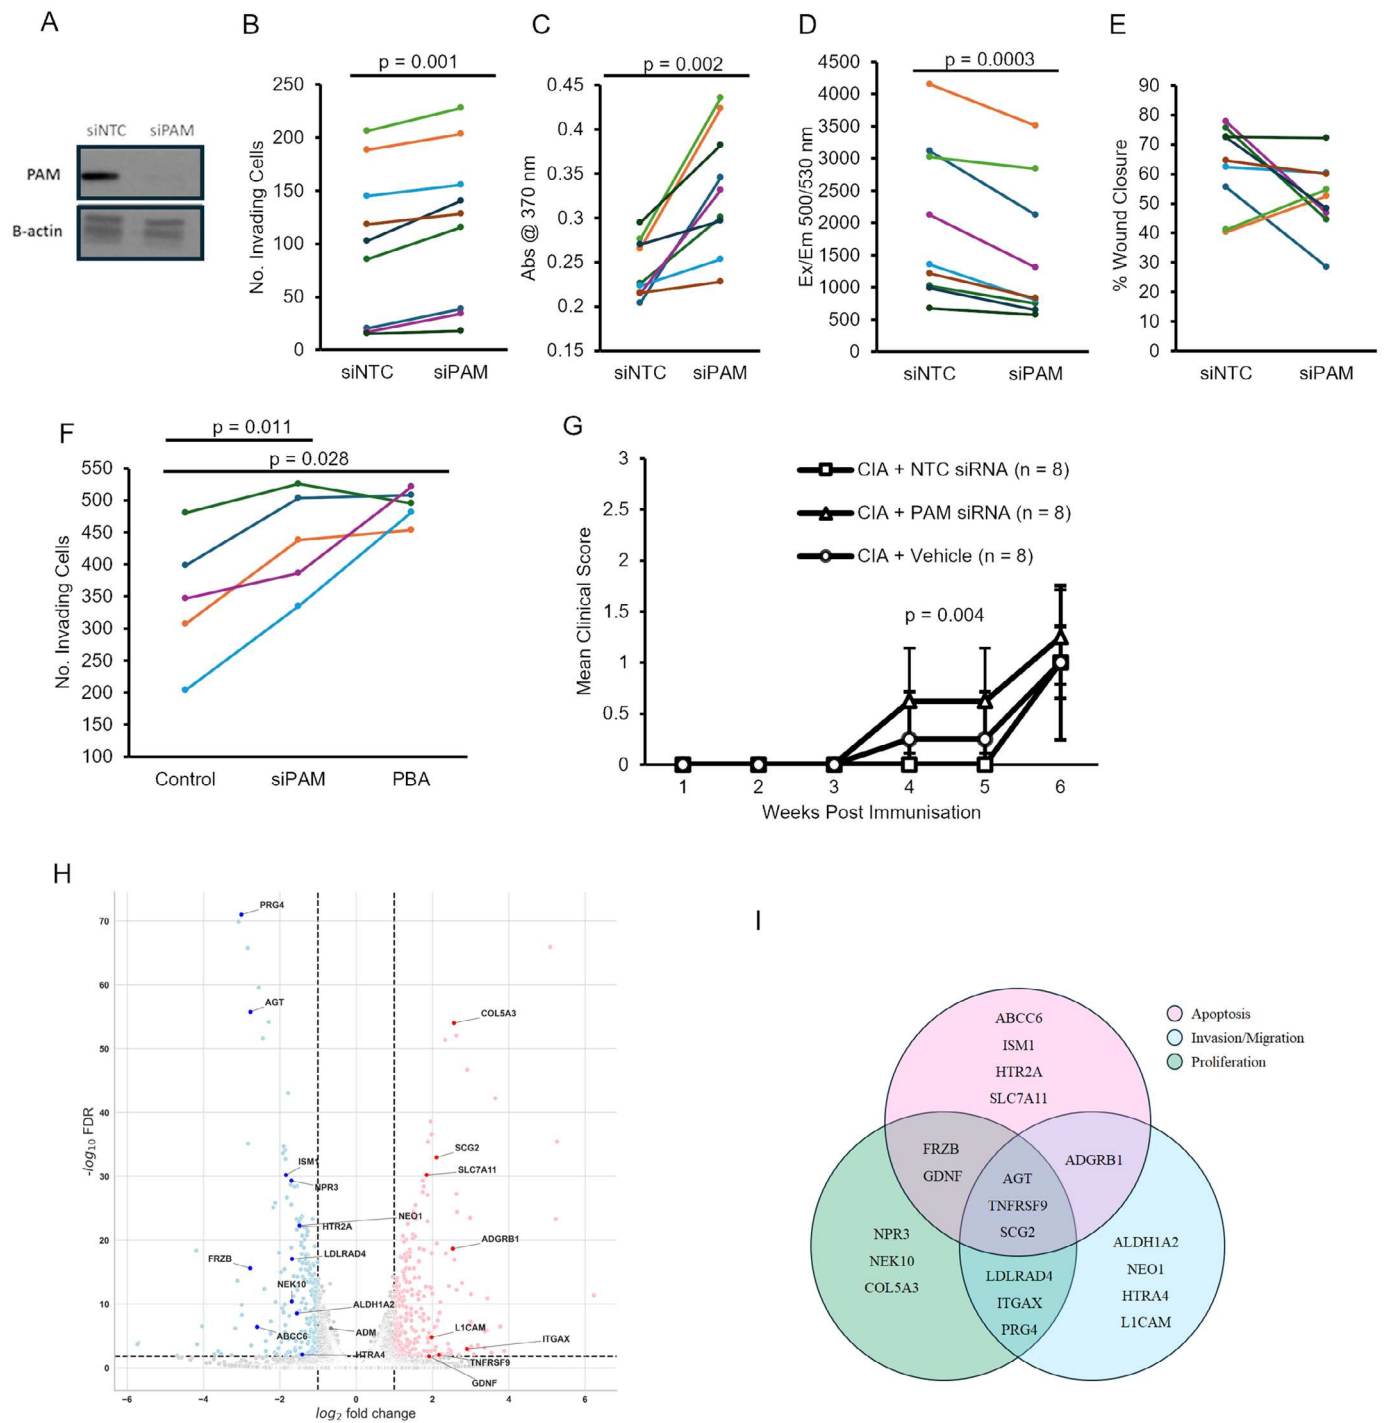 A
siNTC siPAM
PAM
B-actin
B
p = 0.001
No. Invading Cells
250
200
150
100
50
0
siNTC siPAM
C
p = 0.002
Abs @ 370 nm
0.45
0.4
0.35
0.3
0.25
0.2
0.15
siNTC siPAM
D
p = 0.0003
Ex/Em 500/530 nm
4500
4000
3500
3000
2500
2000
1500
1000
500
0
siNTC siPAM
E
% Wound Closure
90
80
70
60
50
40
30
20
10
0
siNTC siPAM
F
p = 0.011
p = 0.028
No. Invading Cells
550
500
450
400
350
300
250
200
150
100
Control siPAM PBA
G
Mean Clinical Score
3
2.5
2
1.5
1
0.5
0
CIA + NTC siRNA (n = 8)
CIA + PAM siRNA (n = 8)
CIA + Vehicle (n = 8)
p = 0.004
1 2 3 4 5 6
Weeks Post Immunisation
H
-log10 FDR
70
60
50
40
30
20
10
0
PRG4
AGT
COL5A3
SCG2
SLC7A11
ISM1
NPR3
NEO1
HTR2A
ADGRB1
LDLRAD4
FRZB
NEK10
ALDH1A2
ADM
ABCC6
L1CAM
ITGAX
HTRA4
TNFRSF9
GDNF
−6 −4 −2 0 2 4 6
log2 fold change
I
Apoptosis
Invasion/Migration
Proliferation
ABCC6
ISM1
HTR2A
SLC7A11
FRZB
GDNF
ADGRB1
AGT
TNFRSF9
SCG2
NPR3
NEK10
COL5A3
LDLRAD4
ITGAX
PRG4
ALDH1A2
NEO1
HTRA4
L1CAM